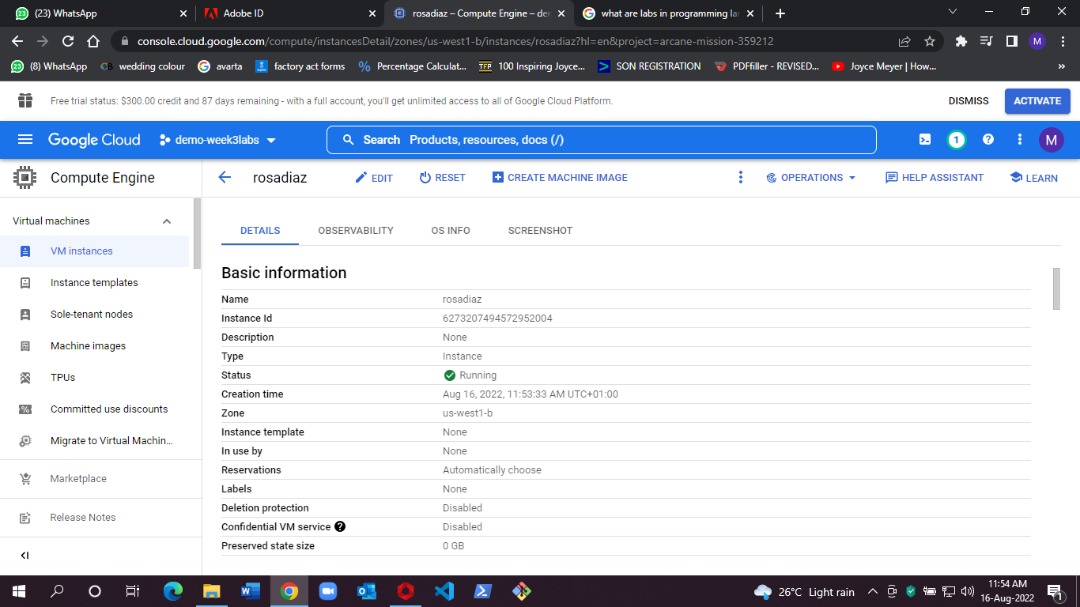 (23) WhatsApp
Adobe ID
rosadiaz – Compute Engine – der
what are labs in programming la
console.cloud.google.com/compute/instancesDetail/zones/us-west1-b/instances/rosadiaz?hl=en&project=arcane-mission-359212
M
(8) WhatsApp
wedding colour
avarta
factory act forms
Percentage Calculat...
100 Inspiring Joyce...
SON REGISTRATION
PDFfiller - REVISED...
Joyce Meyer | How...
»
Free trial status: $300.00 credit and 87 days remaining - with a full account, you'll get unlimited access to all of Google Cloud Platform.
DISMISS
ACTIVATE
Google Cloud
demo-week3labs
Search Products, resources, docs (/)
1
M
Compute Engine
rosadiaz
EDIT
RESET
CREATE MACHINE IMAGE
OPERATIONS
HELP ASSISTANT
LEARN
Virtual machines
VM instances
Instance templates
Sole-tenant nodes
Machine images
TPUs
Committed use discounts
Migrate to Virtual Machin...
Marketplace
Release Notes
DETAILS
OBSERVABILITY
OS INFO
SCREENSHOT
Basic information
Name rosadiaz
Instance Id 6273207494572952004
Description None
Type Instance
Status Running
Creation time Aug 16, 2022, 11:53:33 AM UTC+01:00
Zone us-west1-b
Instance template None
In use by None
Reservations Automatically choose
Labels None
Deletion protection Disabled
Confidential VM service Disabled
Preserved state size 0 GB
26°C Light rain
11:54 AM
16-Aug-2022
1